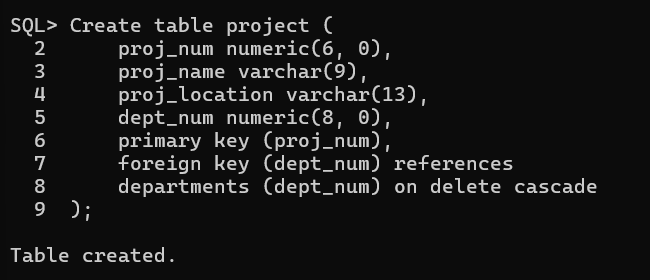 SQL> Create table project (
  2      proj_num numeric(6, 0),
  3      proj_name varchar(9),
  4      proj_location varchar(13),
  5      dept_num numeric(8, 0),
  6      primary key (proj_num),
  7      foreign key (dept_num) references
  8      departments (dept_num) on delete cascade
  9  );
Table created.